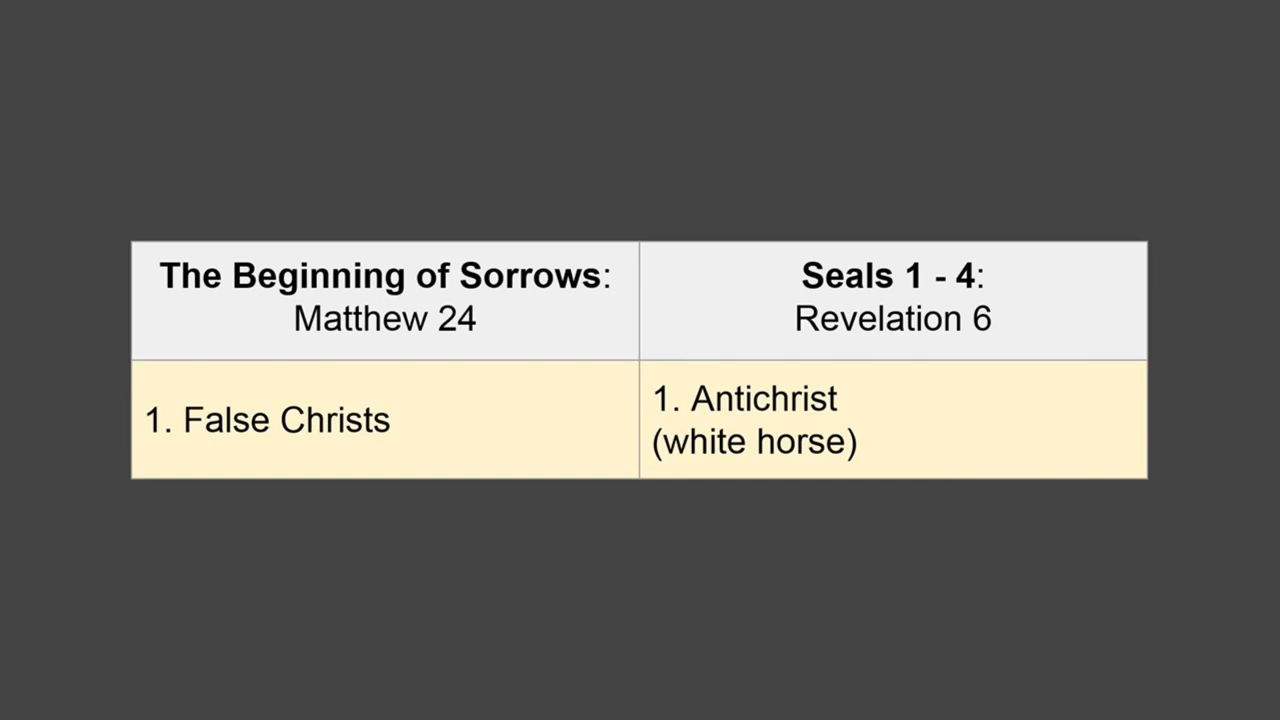 The Beginning of Sorrows:
Matthew 24
Seals 1 - 4:
Revelation 6
1. False Christs
1. Antichrist
(white horse)